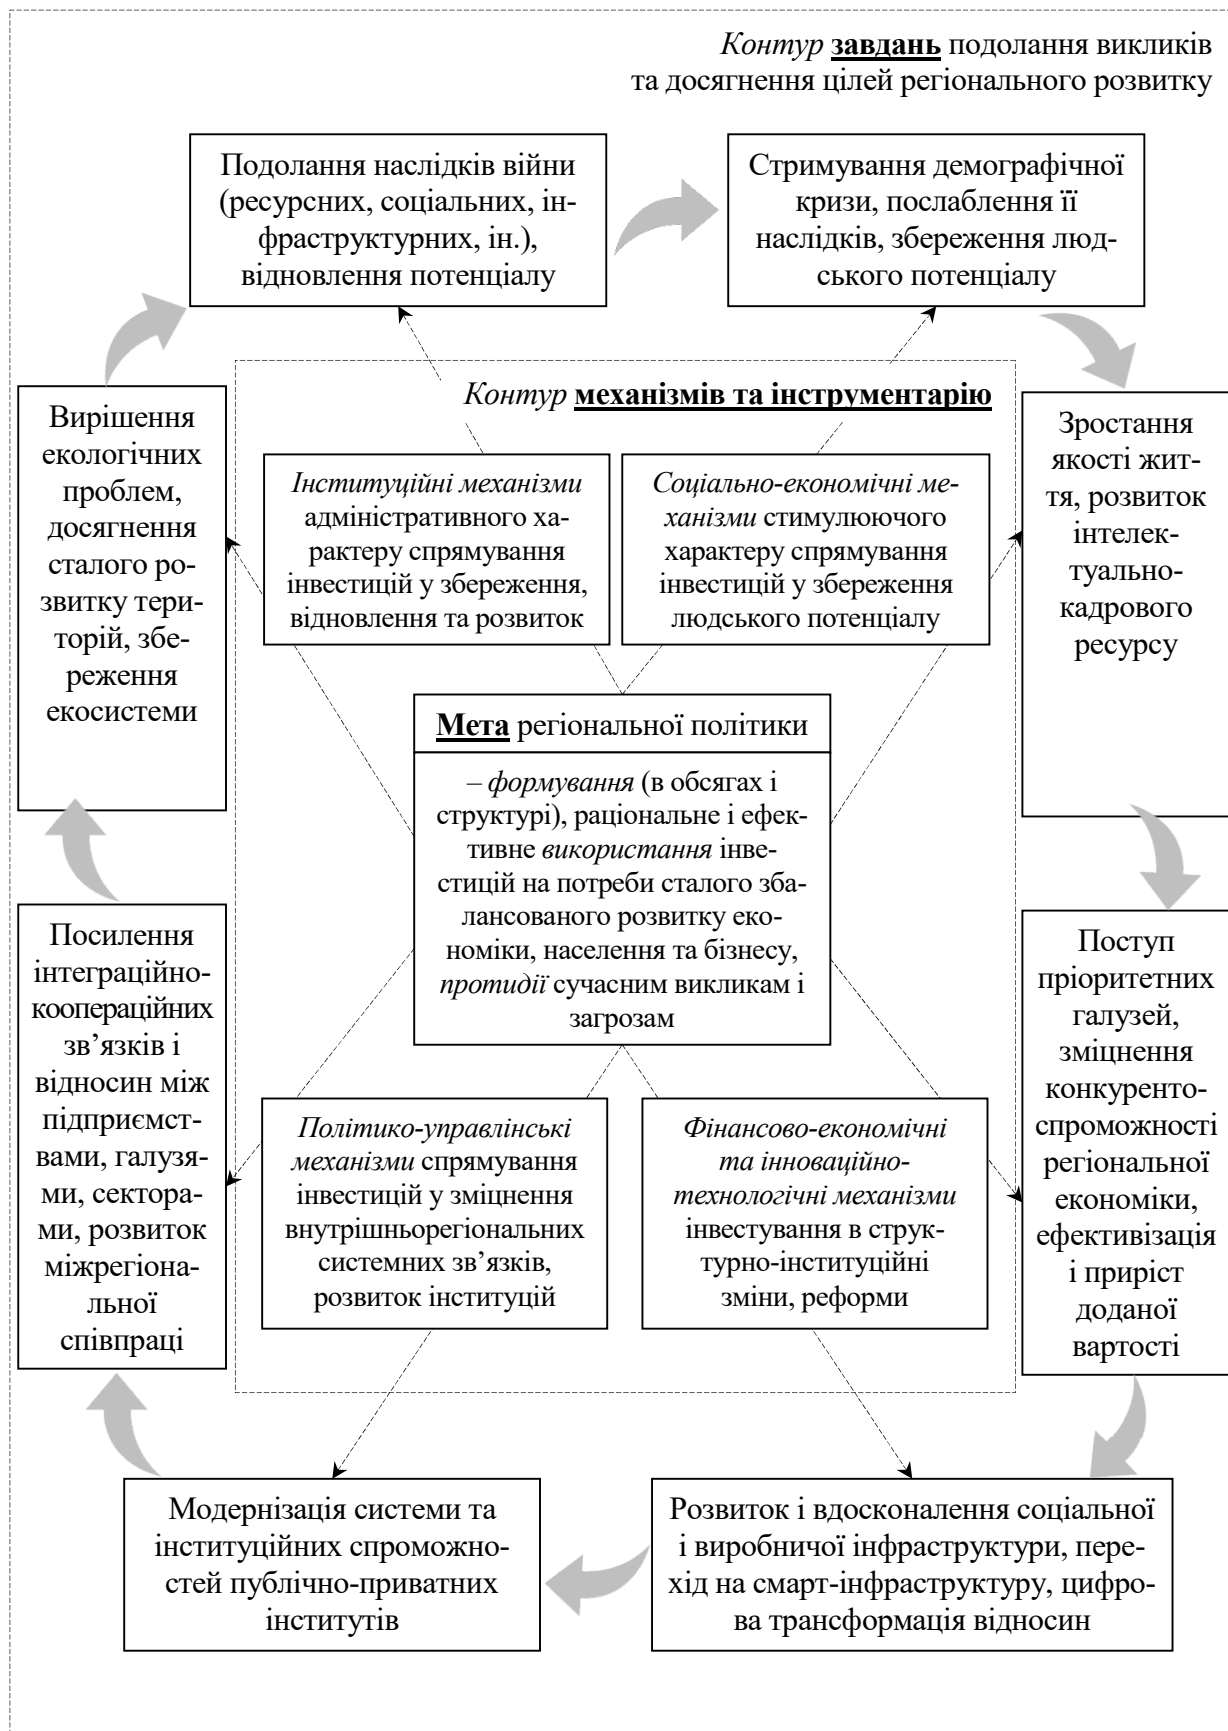 Контур завдань подолання викликів
та досягнення цілей регіонального розвитку
Подолання наслідків війни
(ресурсних, соціальних, ін-
фраструктурних, ін.),
відновлення потенціалу
Стримування демографічної
кризи, послаблення її
наслідків, збереження люд-
ського потенціалу
Контур механізмів та інструментарію
Вирішення
екологічних
проблем,
досягнення
сталого ро-
звитку тери-
торій, збе-
реження
екосистеми
Інституційні механізми
адміністративного ха-
рактеру спрямування
інвестицій у збереження,
відновлення та розвиток
Соціально-економічні ме-
ханізми стимулюючого
характеру спрямування
інвестицій у збереження
людського потенціалу
Зростання
якості жит-
тя, розвиток
інтелек-
туально-
кадрового
ресурсу
Мета регіональної політики
– формування (в обсягах і
структурі), раціональне і ефек-
тивне використання інве-
стицій на потреби сталого зба-
лансованого розвитку еко-
номіки, населення та бізнесу,
протидії сучасним викликам і
загрозам
Посилення
інтеграційно-
коопераційних
зв’язків і
відносин між
підприємст-
вами, галузя-
ми, сектора-
ми, розвиток
міжрегіона-
льної
співпраці
Політико-управлінські
механізми спрямування
інвестицій у зміцнення
внутрішньорегіональних
системних зв’язків,
розвиток інституцій
Фінансово-економічні
та інноваційно-
технологічні механізми
інвестування в струк-
турно-інституційні
зміни, реформи
Поступ
пріоритетних
галузей,
зміцнення
конкуренто-
спроможності
регіональної
економіки,
ефективізація
і приріст
доданої
вартості
Модернізація системи та
інституційних спроможно-
стей публічно-приватних
інститутів
Розвиток і вдосконалення соціальної
і виробничої інфраструктури, пере-
хід на смарт-інфраструктуру, цифро-
ва трансформація відносин